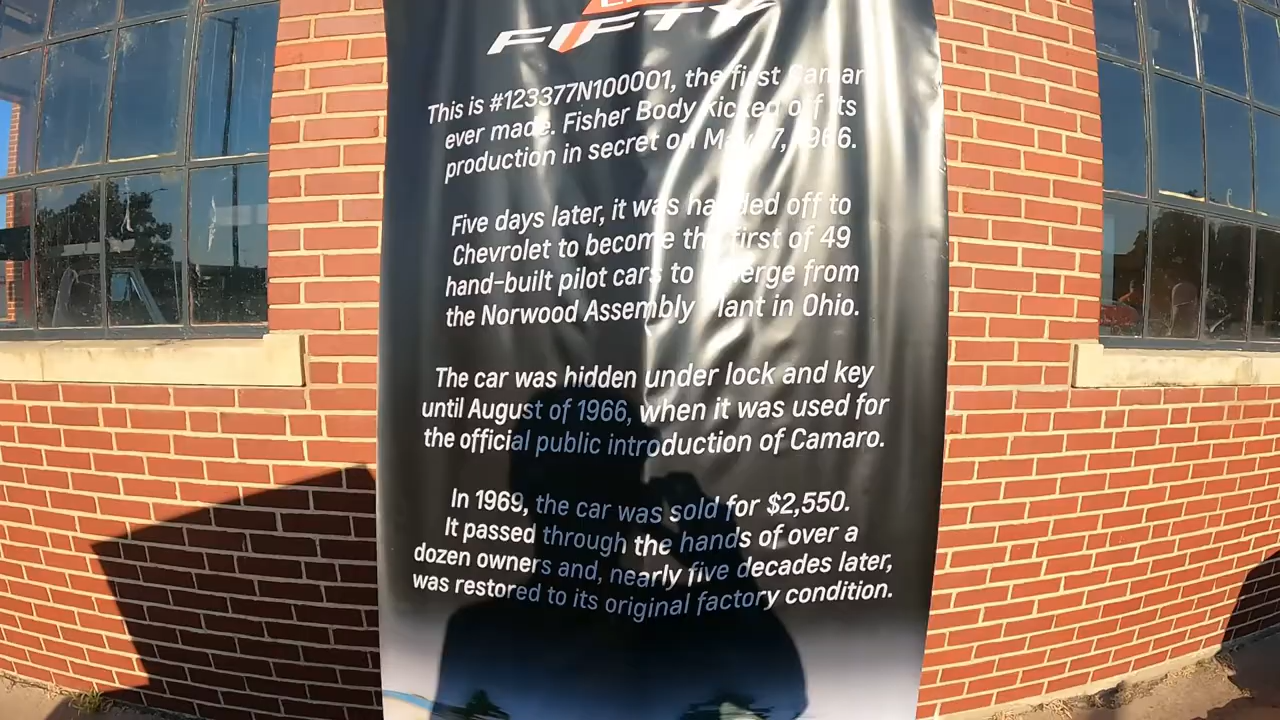 FIFTY
This is #123377N100001, the first Camar
ever made. Fisher Body kicked off its
production in secret on May 7, 1966.
Five days later, it was handed off to
Chevrolet to become the first of 49
hand-built pilot cars to emerge from
the Norwood Assembly Plant in Ohio.
The car was hidden under lock and key
until August of 1966, when it was used for
the official public introduction of Camaro.
In 1969, the car was sold for $2,550.
It passed through the hands of over a
dozen owners and, nearly five decades later,
was restored to its original factory condition.